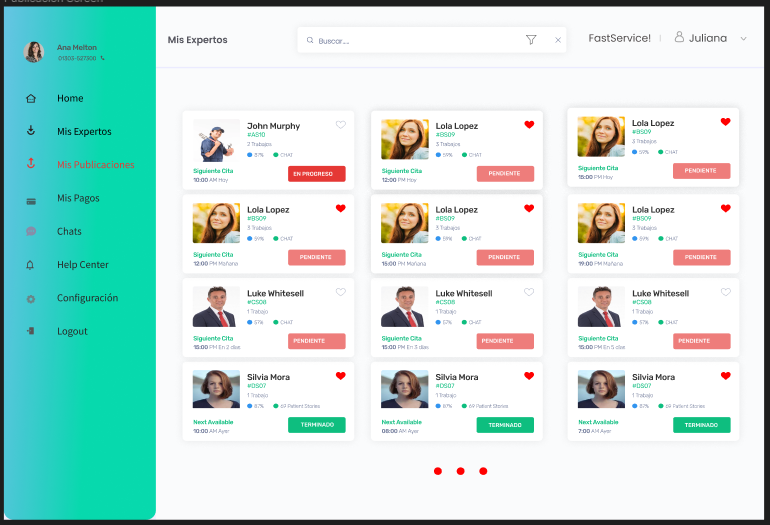 Publicacion Screen
Ana Melton
01303-527300
Home
Mis Expertos
Mis Publicaciones
Mis Pagos
Chats
Help Center
Configuración
Logout
Mis Expertos
Buscar...
FastService!
Juliana
John Murphy
#AS10
2 Trabajos
87% CHAT
Siguiente Cita
10:00 AM Hoy
EN PROGRESO
Lola Lopez
#BS09
3 Trabajos
59% CHAT
Siguiente Cita
12:00 PM Hoy
PENDIENTE
Lola Lopez
#BS09
3 Trabajos
59% CHAT
Siguiente Cita
15:00 PM Hoy
PENDIENTE
Lola Lopez
#BS09
3 Trabajos
59% CHAT
Siguiente Cita
12:00 PM Mañana
PENDIENTE
Lola Lopez
#BS09
3 Trabajos
59% CHAT
Siguiente Cita
15:00 PM Mañana
PENDIENTE
Lola Lopez
#BS09
3 Trabajos
59% CHAT
Siguiente Cita
19:00 PM Mañana
PENDIENTE
Luke Whitesell
#CS08
1 Trabajo
57% CHAT
Siguiente Cita
15:00 PM En 2 dias
PENDIENTE
Luke Whitesell
#CS08
1 Trabajo
57% CHAT
Siguiente Cita
15:00 PM En 3 dias
PENDIENTE
Luke Whitesell
#CS08
1 Trabajo
57% CHAT
Siguiente Cita
15:00 PM En 5 dias
PENDIENTE
Silvia Mora
#DS07
1 Trabajo
87% 69 Patient Stories
Next Available
10:00 AM Ayer
TERMINADO
Silvia Mora
#DS07
1 Trabajo
87% 69 Patient Stories
Next Available
08:00 AM Ayer
TERMINADO
Silvia Mora
#DS07
1 Trabajo
87% 69 Patient Stories
Next Available
7:00 AM Ayer
TERMINADO